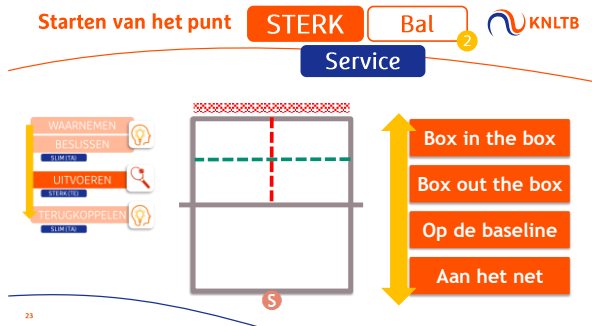 Starten van het punt
STERK
Bal
2
KNLTB
Service
WAARNEMEN
BESLISSEN
SLIM (TA)
UITVOEREN
STERK (TE)
TERUGKOPPELEN
SLIM (TA)
Box in the box
Box out the box
Op de baseline
Aan het net
S
23